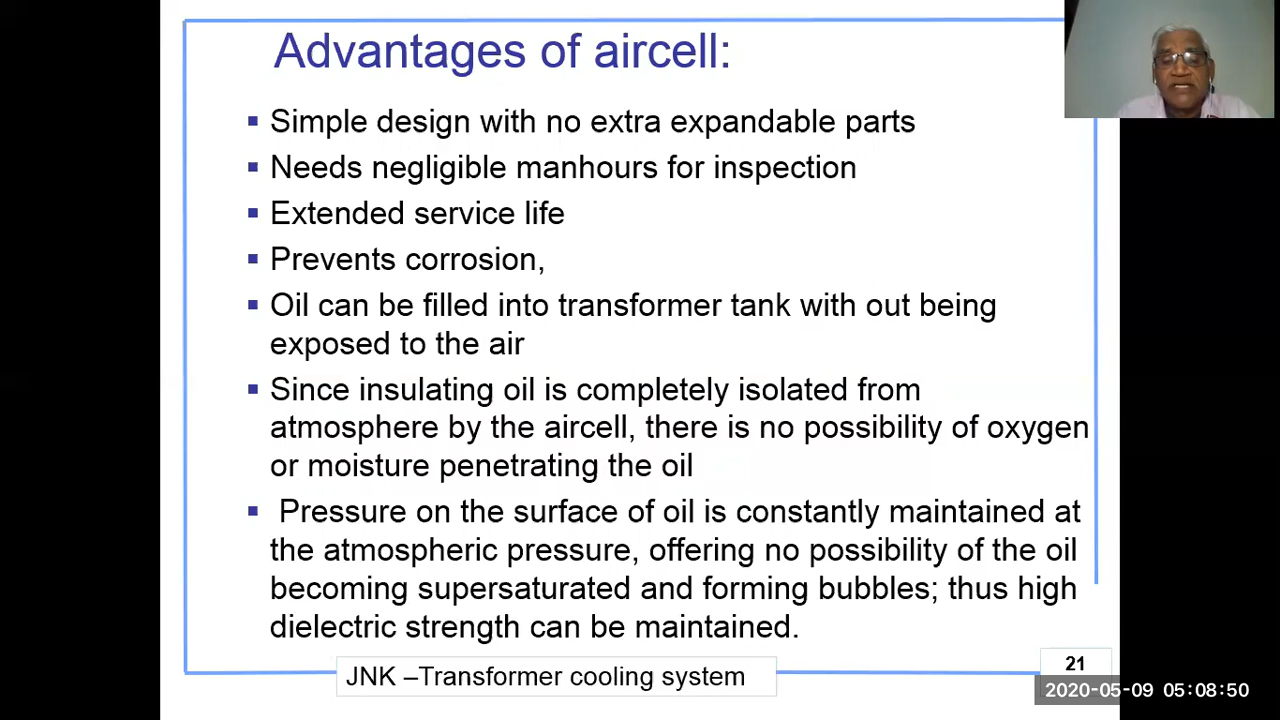 Advantages of aircell:
▪ Simple design with no extra expandable parts
▪ Needs negligible manhours for inspection
▪ Extended service life
▪ Prevents corrosion,
▪ Oil can be filled into transformer tank with out being
exposed to the air
▪ Since insulating oil is completely isolated from
atmosphere by the aircell, there is no possibility of oxygen
or moisture penetrating the oil
▪ Pressure on the surface of oil is constantly maintained at
the atmospheric pressure, offering no possibility of the oil
becoming supersaturated and forming bubbles; thus high
dielectric strength can be maintained.
JNK –Transformer cooling system
21
2020-05-09 05:08:50